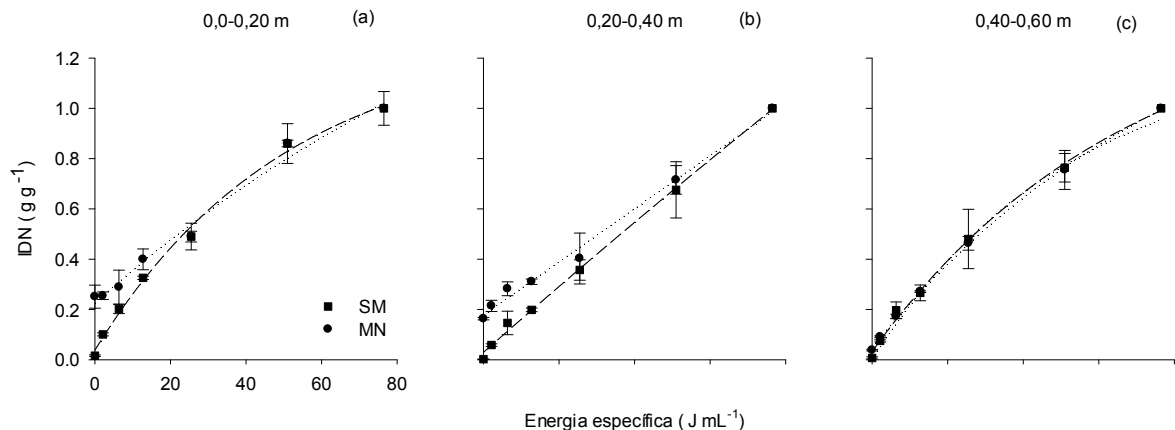 0,0-0,20 m (a) 0,20-0,40 m (b) 0,40-0,60 m (c)
1.2
1.0
0.8
0.6
0.4
0.2
0.0
IDN ( g g⁻¹)
SM
MN
0 20 40 60 80
Energia específica ( J mL⁻¹)